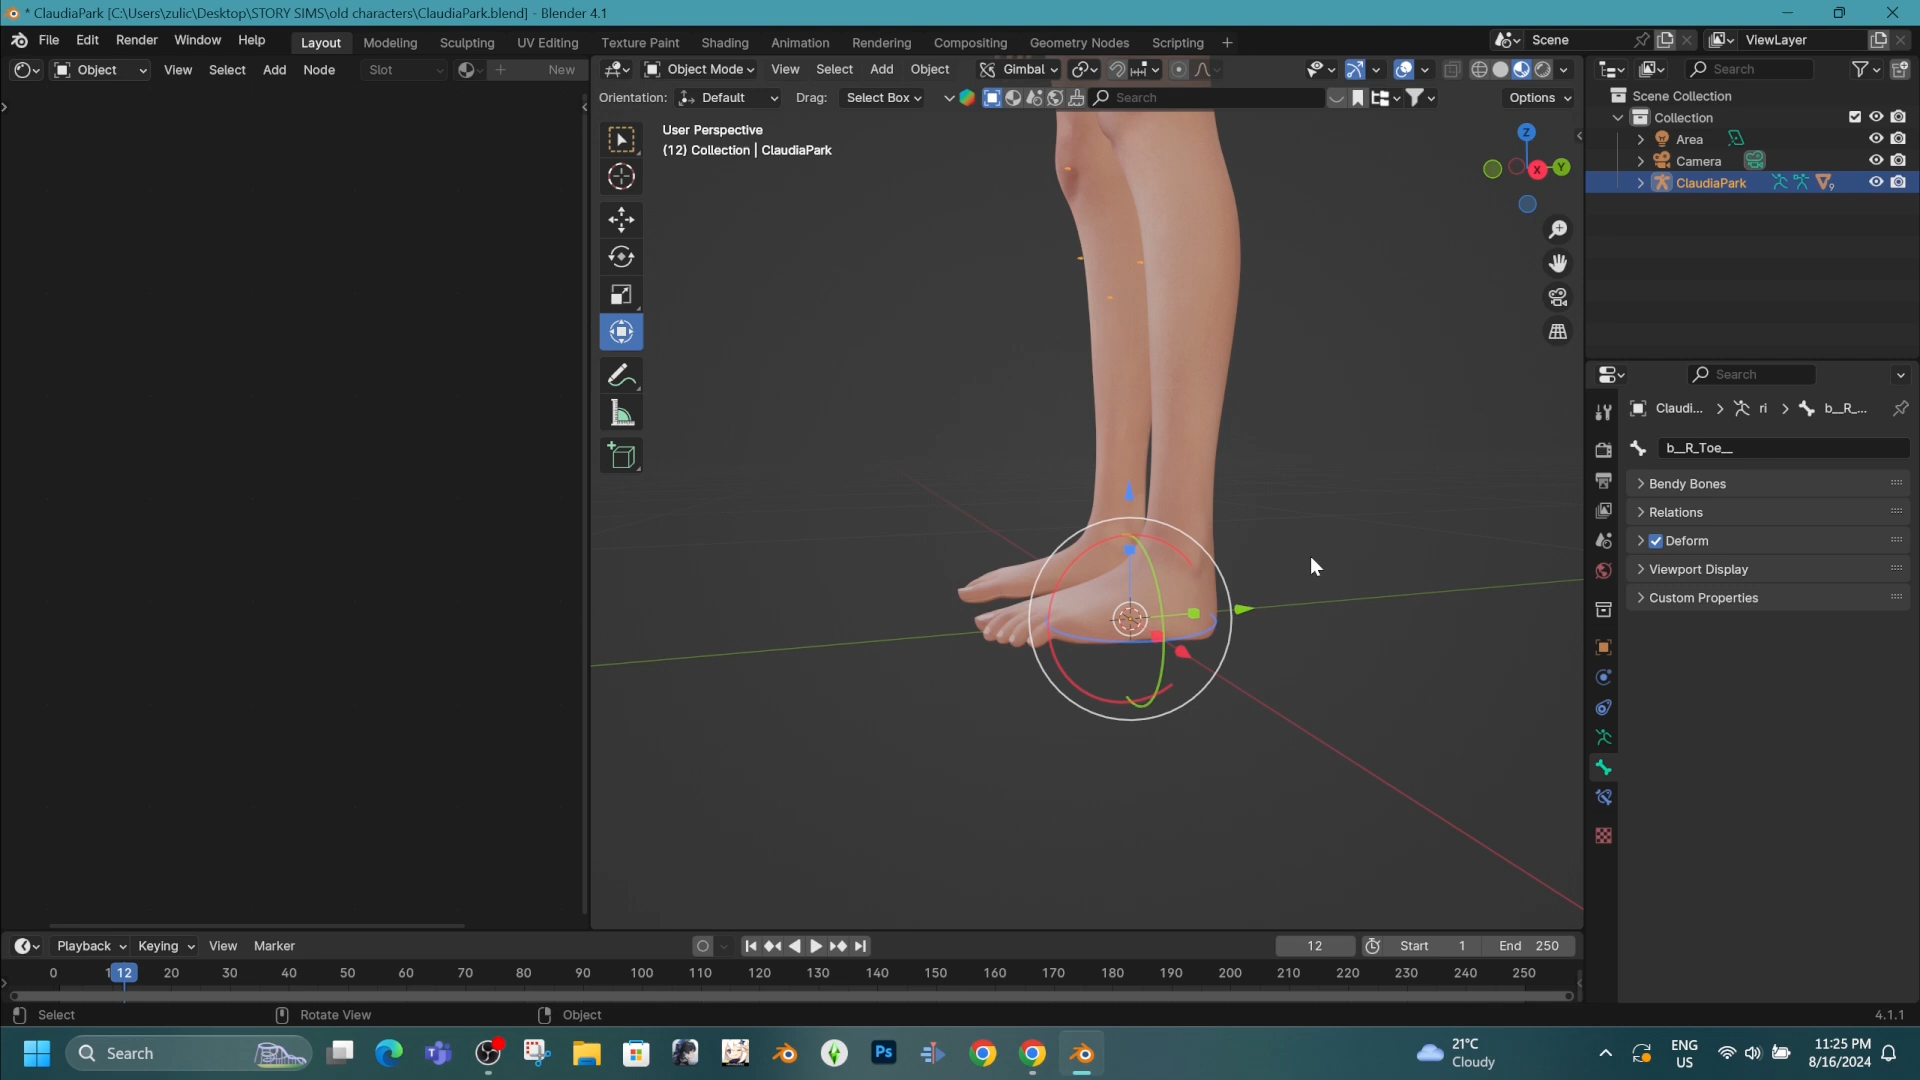 * ClaudiaPark [C:\Users\zulic\Desktop\STORY SIMS\old characters\ClaudiaPark.blend] - Blender 4.1
File Edit Render Window Help Layout Modeling Sculpting UV Editing Texture Paint Shading Animation Rendering Compositing Geometry Nodes Scripting + Scene ViewLayer
Object View Select Add Node Slot New Object Mode View Select Add Object Gimbal Search
Orientation: Default Drag: Select Box Search Options
Scene Collection
Collection
Area
Camera
ClaudiaPark 9
User Perspective
(12) Collection | ClaudiaPark
Z
X Y
Search
Claudi... > ri > b__R_...
b__R_Toe__
Bendy Bones
Relations
Deform
Viewport Display
Custom Properties
Playback Keying View Marker 12 Start 1 End 250
0 1 12 20 30 40 50 60 70 80 90 100 110 120 130 140 150 160 170 180 190 200 210 220 230 240 250
Select Rotate View Object 4.1.1
Search Ps 21°C Cloudy ENG US 11:25 PM 8/16/2024